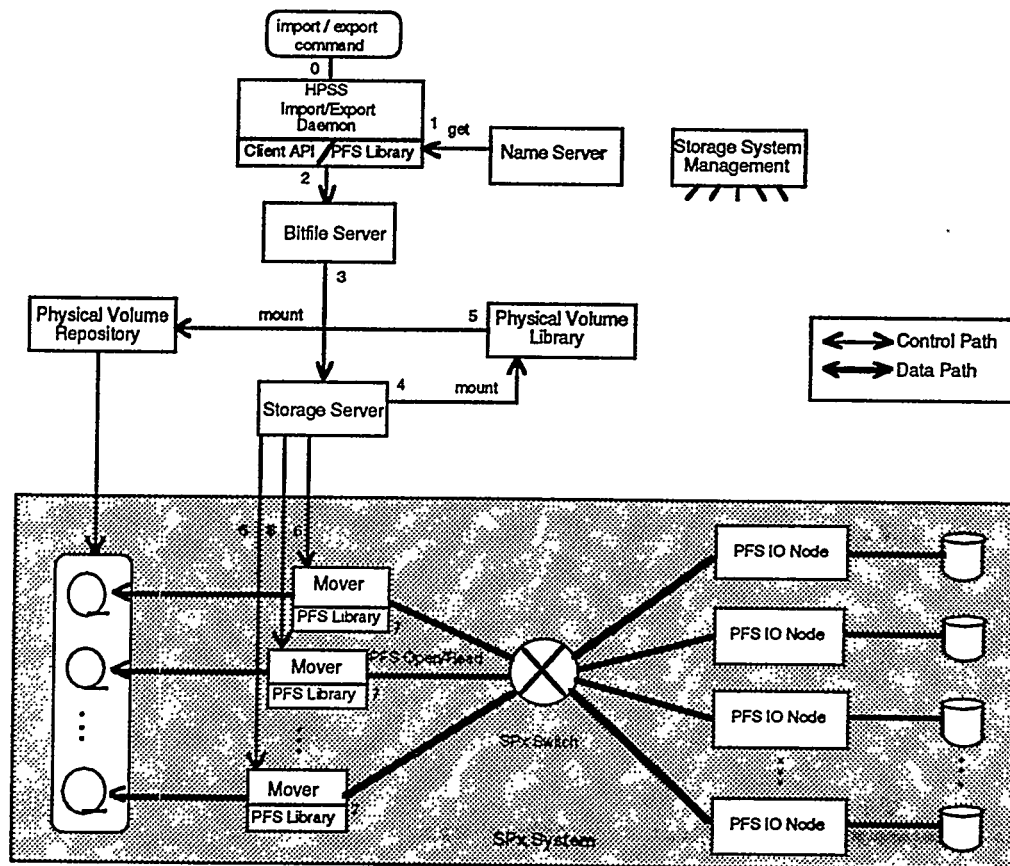 import / export
command
0
HPSS
Import/Export
Daemon
Client API / PFS Library
1
get
Name Server
Storage System
Management
2
Bitfile Server
3
Physical Volume
Repository
mount
5
Physical Volume
Library
Control Path
Data Path
4
mount
Storage Server
6
6
6
Mover
PFS Library
7
PFS Open/Read
Mover
PFS Library
7
Mover
PFS Library
7
SPx Switch
SPx System
PFS IO Node
PFS IO Node
PFS IO Node
PFS IO Node